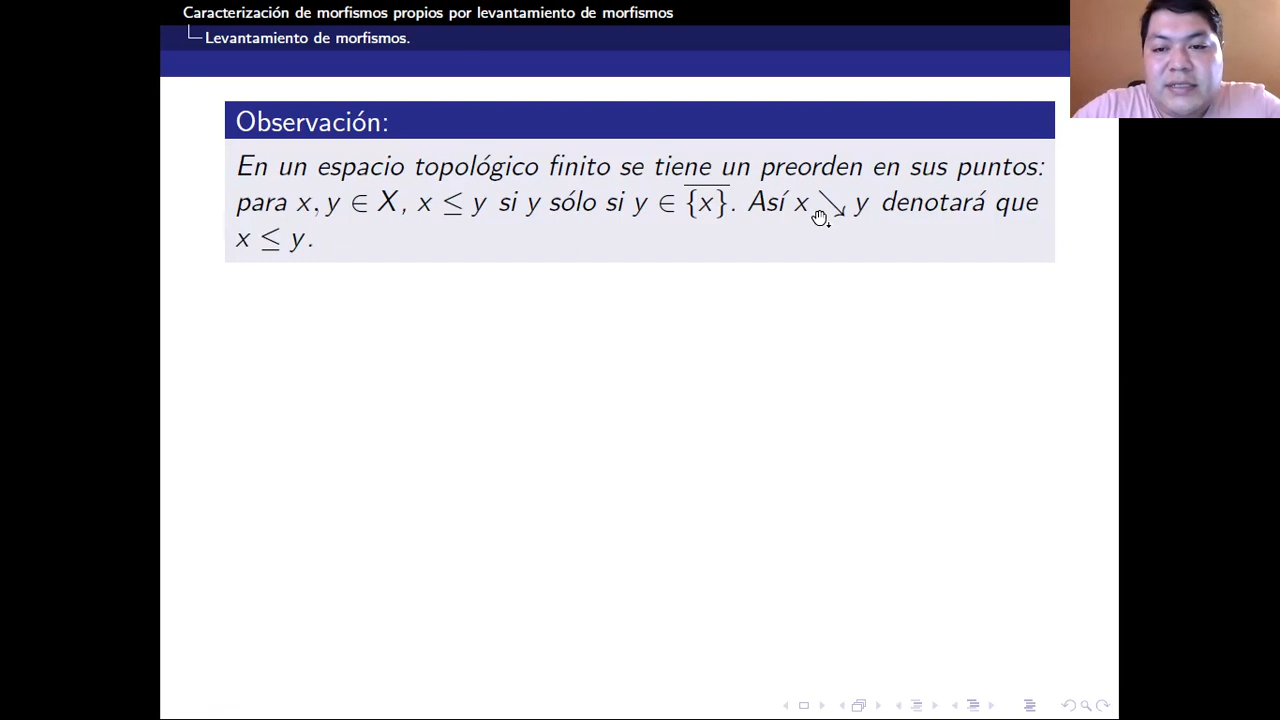 Caracterización de morfismos propios por levantamiento de morfismos
Levantamiento de morfismos.
Observación:
En un espacio topológico finito se tiene un preorden en sus puntos:
para x, y ∈ X, x ≤ y si y sólo si y ∈ \overline{\{x\}}. Así x ↘ y denotará que
x ≤ y.